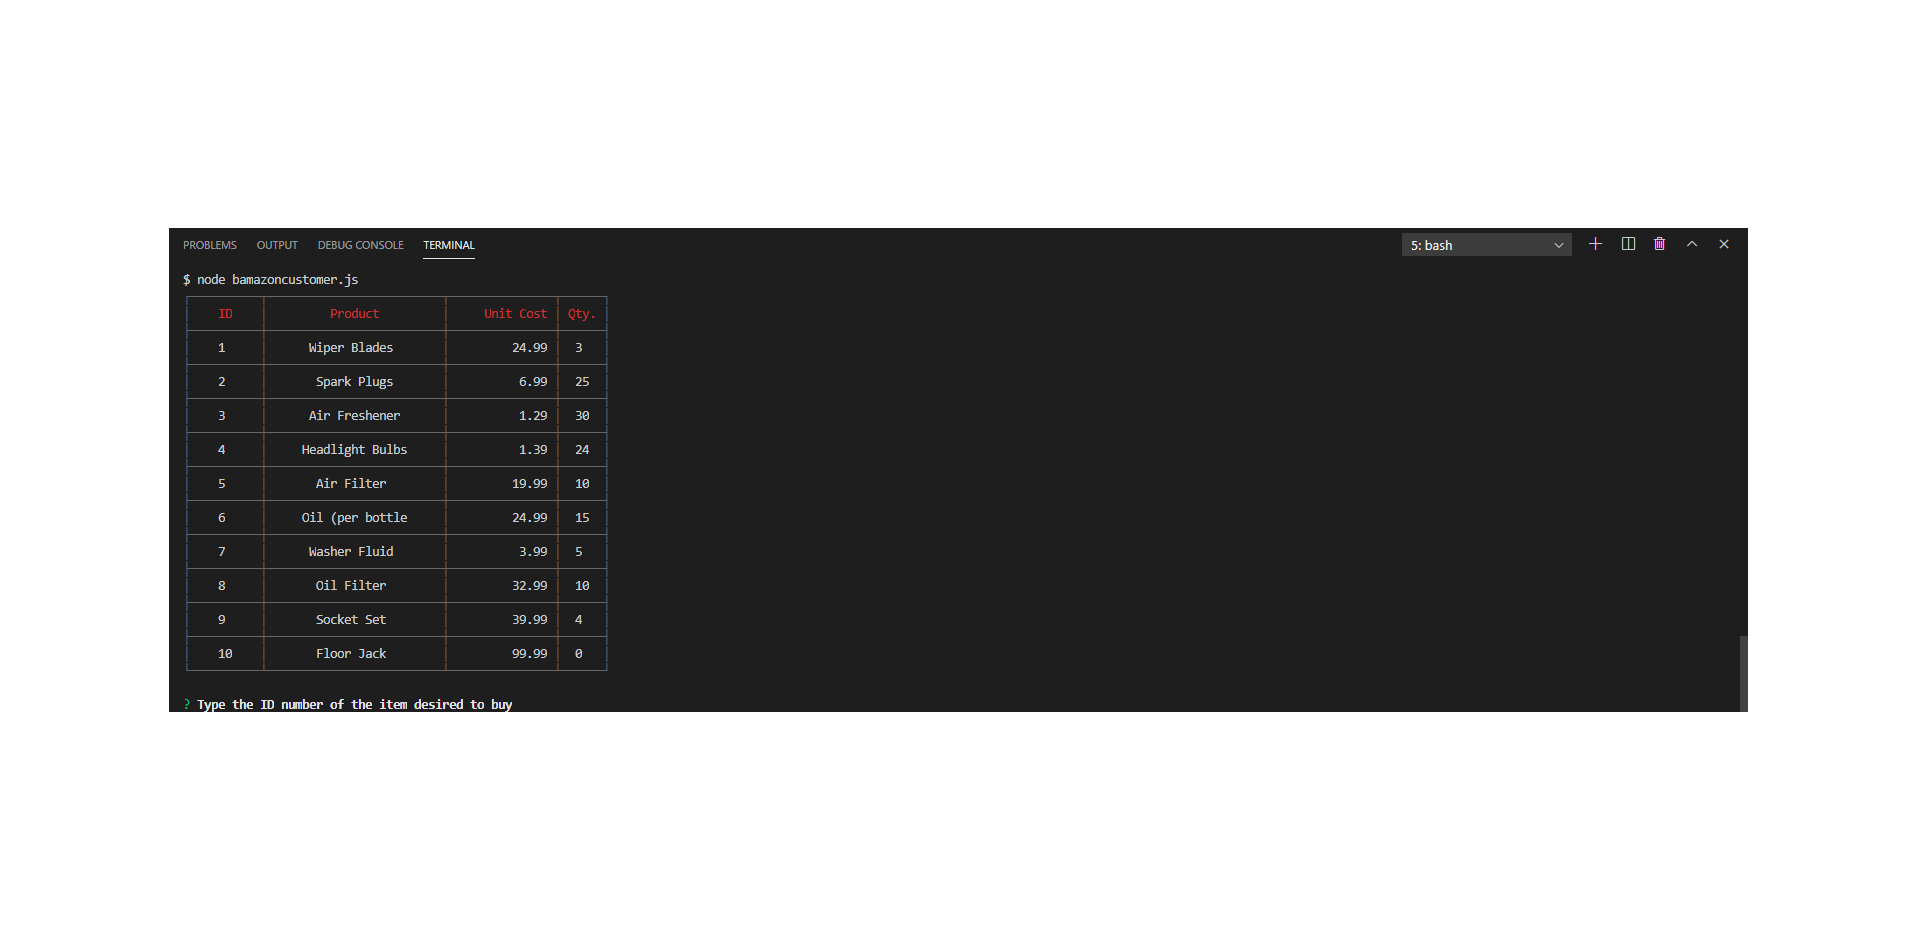 PROBLEMS OUTPUT DEBUG CONSOLE TERMINAL 5: bash
$ node bamazoncustomer.js
ID Product Unit Cost Qty.
1 Wiper Blades 24.99 3
2 Spark Plugs 6.99 25
3 Air Freshener 1.29 30
4 Headlight Bulbs 1.39 24
5 Air Filter 19.99 10
6 Oil (per bottle 24.99 15
7 Washer Fluid 3.99 5
8 Oil Filter 32.99 10
9 Socket Set 39.99 4
10 Floor Jack 99.99 0
? Type the ID number of the item desired to buy